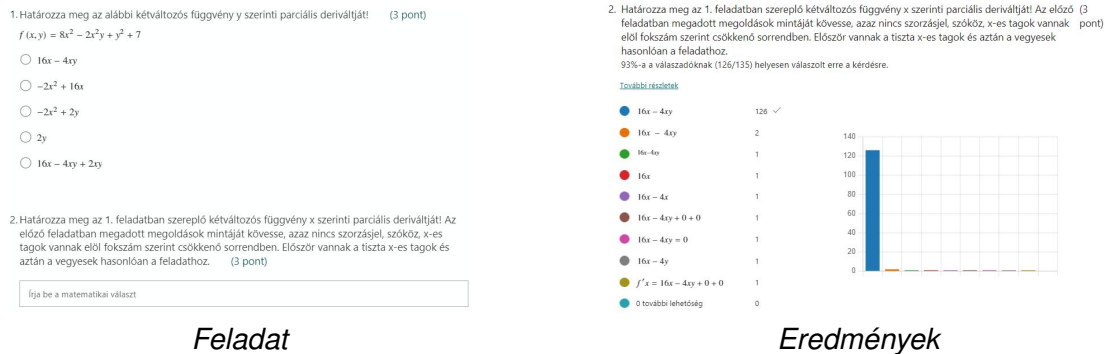 1. Határozza meg az alábbi kétváltozós függvény y szerinti parciális deriváltját! (3 pont)
f (x, y) = 8x² − 2x²y + y² + 7
16x − 4xy
−2x² + 16x
−2x² + 2y
2y
16x − 4xy + 2xy
2. Határozza meg az 1. feladatban szereplő kétváltozós függvény x szerinti parciális deriváltját! Az
előző feladatban megadott megoldások mintáját kövesse, azaz nincs szorzásjel, szóköz, x-es
tagok vannak elöl fokszám szerint csökkenő sorrendben. Először vannak a tiszta x-es tagok és
aztán a vegyesek hasonlóan a feladathoz. (3 pont)
Írja be a matematikai választ
Feladat
2. Határozza meg az 1. feladatban szereplő kétváltozós függvény x szerinti parciális deriváltját! Az előző (3
feladatban megadott megoldások mintáját kövesse, azaz nincs szorzásjel, szóköz, x-es tagok vannak pont)
elöl fokszám szerint csökkenő sorrendben. Először vannak a tiszta x-es tagok és aztán a vegyesek
hasonlóan a feladathoz.
93%-a a válaszadóknak (126/135) helyesen válaszolt erre a kérdésre.
További részletek
16x − 4xy 126 ✓
16x − 4xy 2
16x-4xy 1
16x 1
16x − 4x 1
16x − 4xy + 0 + 0 1
16x − 4xy = 0 1
16x − 4y 1
f'x = 16x − 4xy + 0 + 0 1
0 további lehetőség 0
140
120
100
80
60
40
20
0
Eredmények